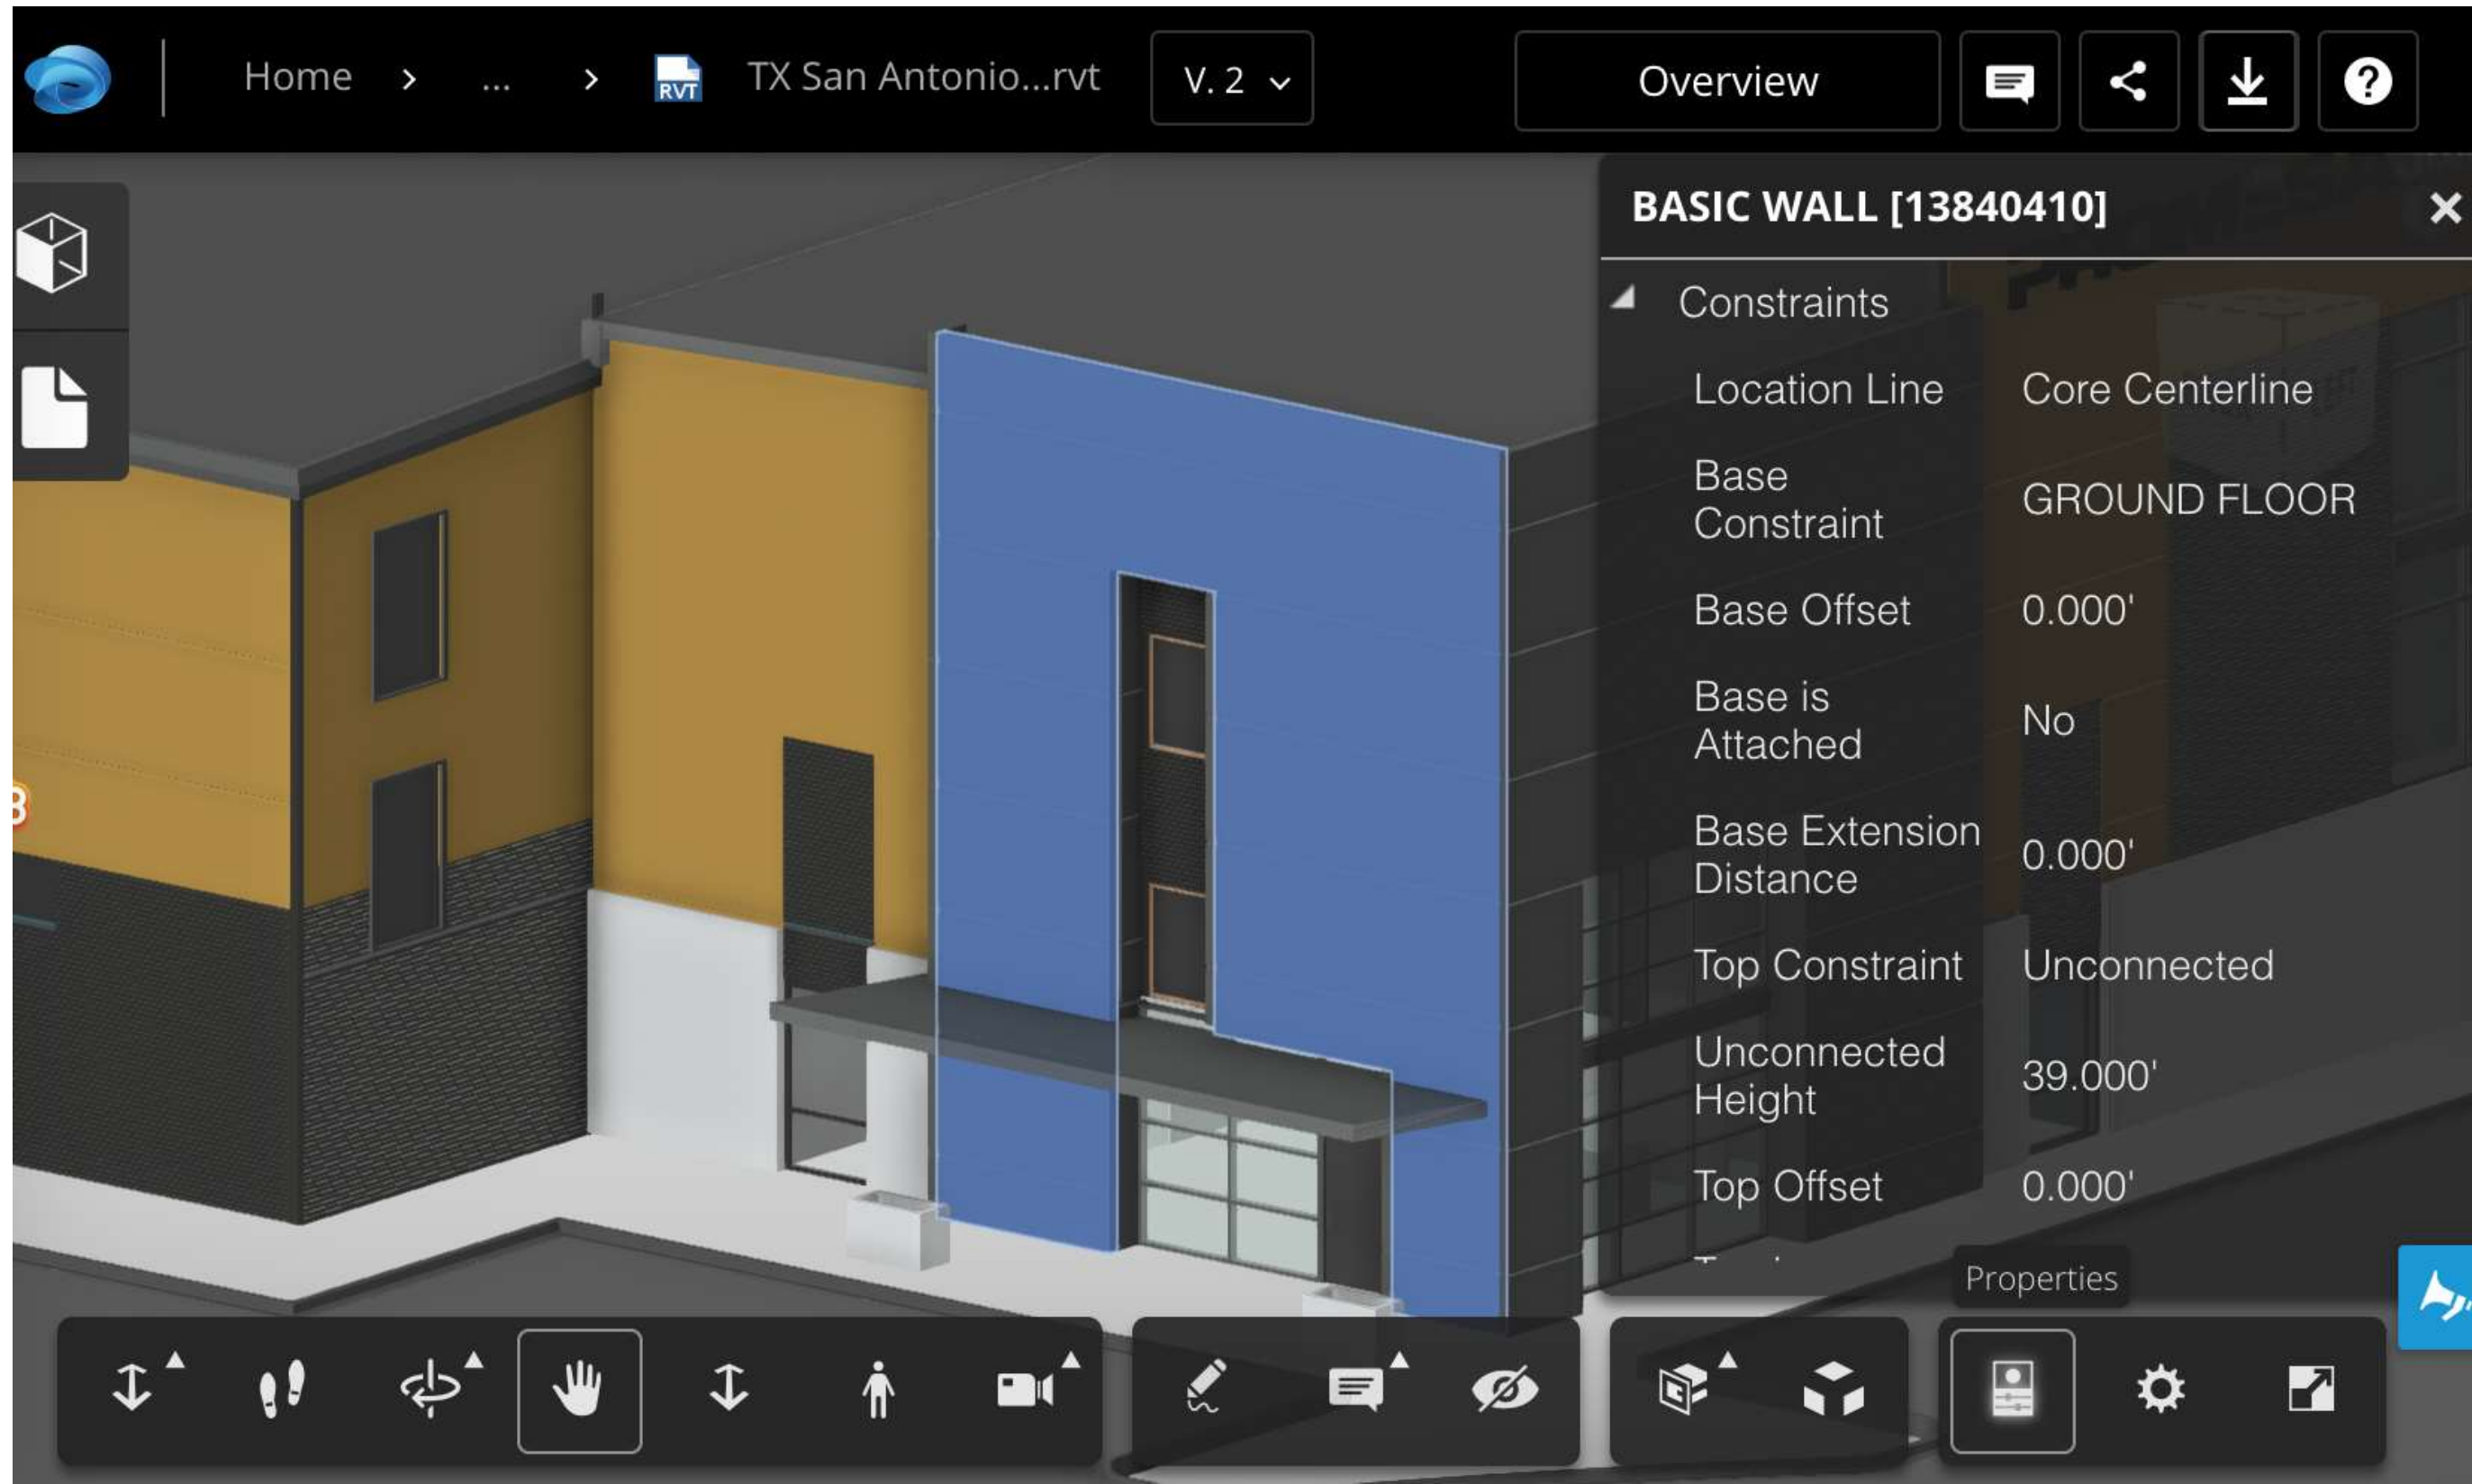 Home > ... > RVT TX San Antonio...rvt V. 2 Overview
BASIC WALL [13840410]
Constraints
Location Line Core Centerline
Base
Constraint
GROUND FLOOR
Base Offset 0.000'
Base is
Attached
No
Base Extension
Distance
0.000'
Top Constraint Unconnected
Unconnected
Height
39.000'
Top Offset 0.000'
Properties